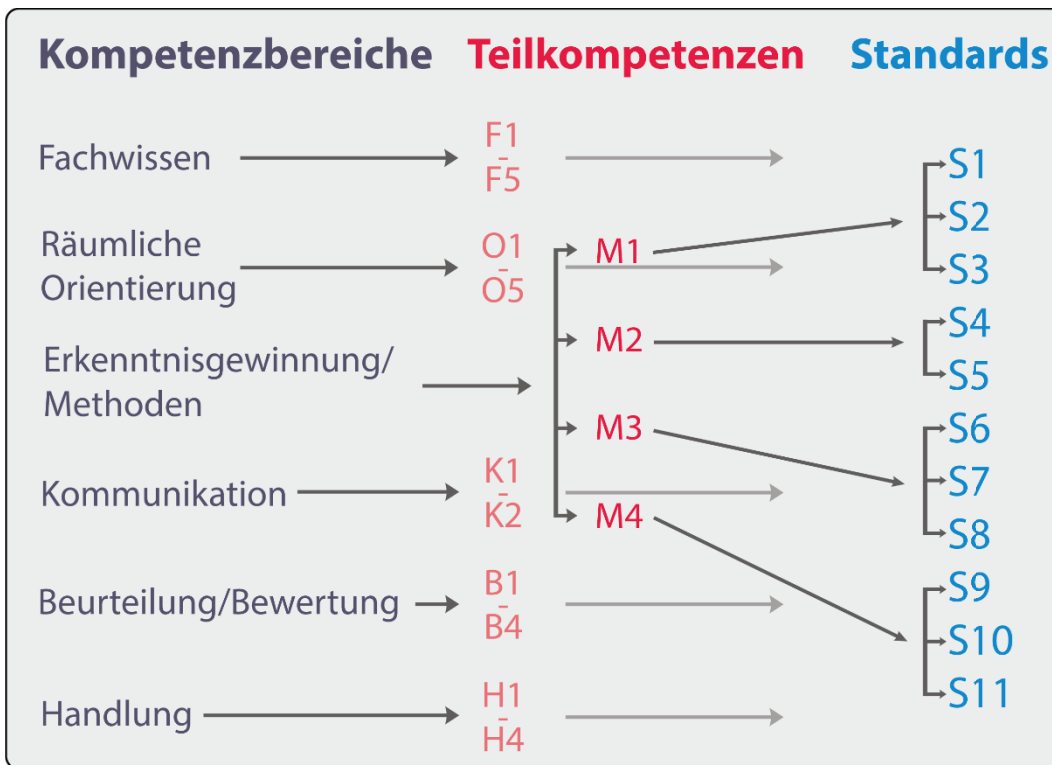 Kompetenzbereiche Teilkompetenzen Standards
Fachwissen
F1
-
F5
Räumliche
Orientierung
O1
-
O5
Erkenntnisgewinnung/
Methoden
M1
M2
M3
M4
Kommunikation
K1
-
K2
Beurteilung/Bewertung
B1
-
B4
Handlung
H1
-
H4
S1
S2
S3
S4
S5
S6
S7
S8
S9
S10
S11